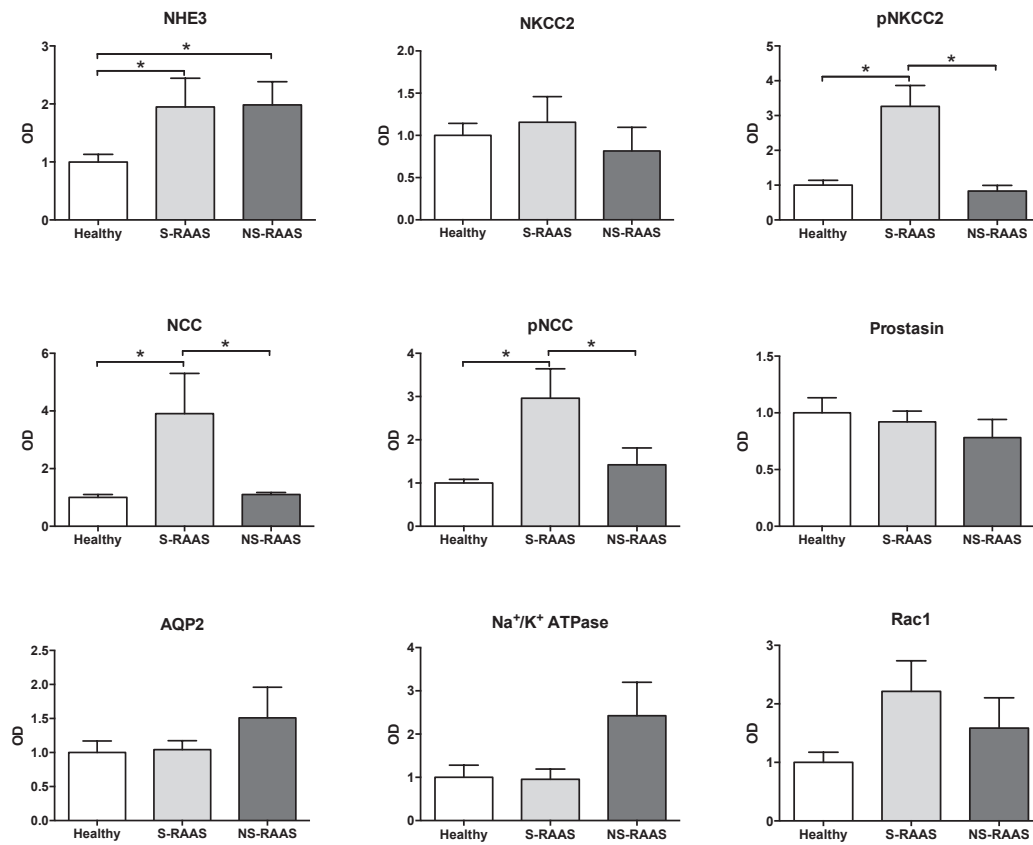 NHE3
*
*
3
2
1
0
OD
Healthy
S-RAAS
NS-RAAS
NKCC2
2.0
1.5
1.0
0.5
0.0
OD
Healthy
S-RAAS
NS-RAAS
pNKCC2
*
*
5
4
3
2
1
0
OD
Healthy
S-RAAS
NS-RAAS
NCC
*
*
6
4
2
0
OD
Healthy
S-RAAS
NS-RAAS
pNCC
*
*
4
3
2
1
0
OD
Healthy
S-RAAS
NS-RAAS
Prostasin
1.5
1.0
0.5
0.0
OD
Healthy
S-RAAS
NS-RAAS
AQP2
2.5
2.0
1.5
1.0
0.5
0.0
OD
Healthy
S-RAAS
NS-RAAS
Na⁺/K⁺ ATPase
4
3
2
1
0
OD
Healthy
S-RAAS
NS-RAAS
Rac1
3
2
1
0
OD
Healthy
S-RAAS
NS-RAAS